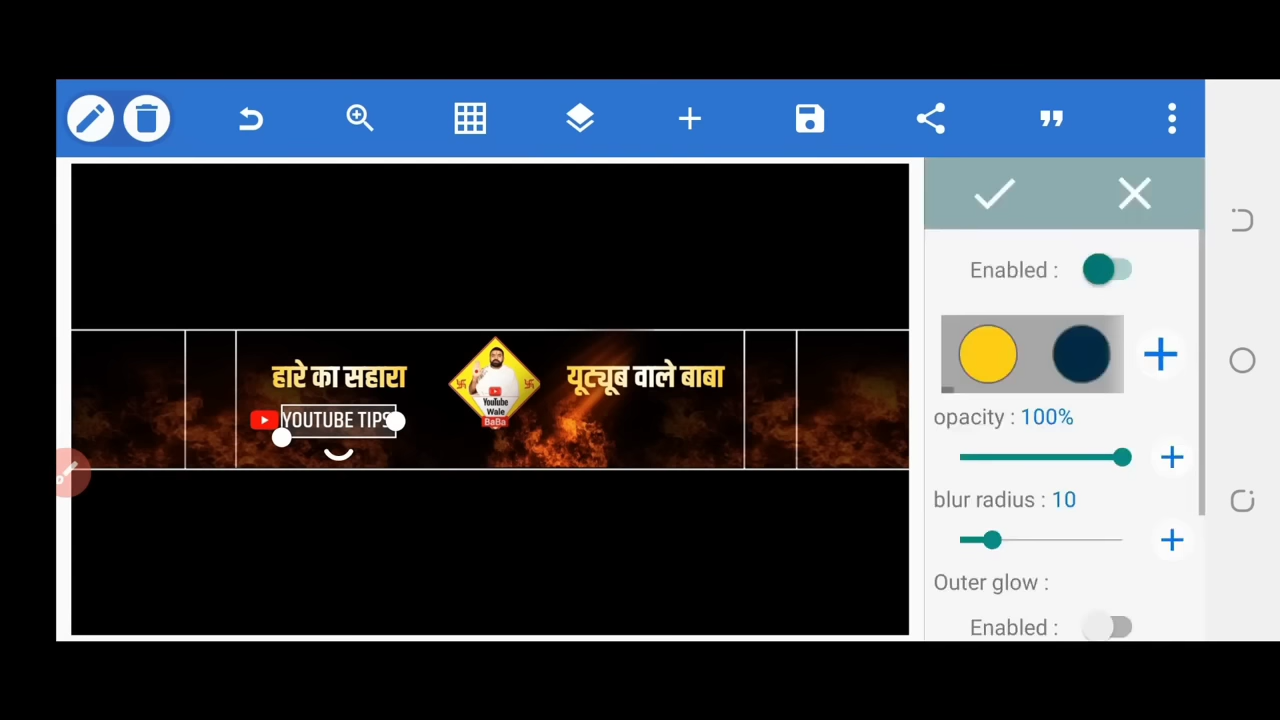 Enabled :
हारे का सहारा
यूट्यूब वाले बाबा
YouTube
Wale
BaBa
YOUTUBE TIPS
opacity : 100%
blur radius : 10
Outer glow :
Enabled :